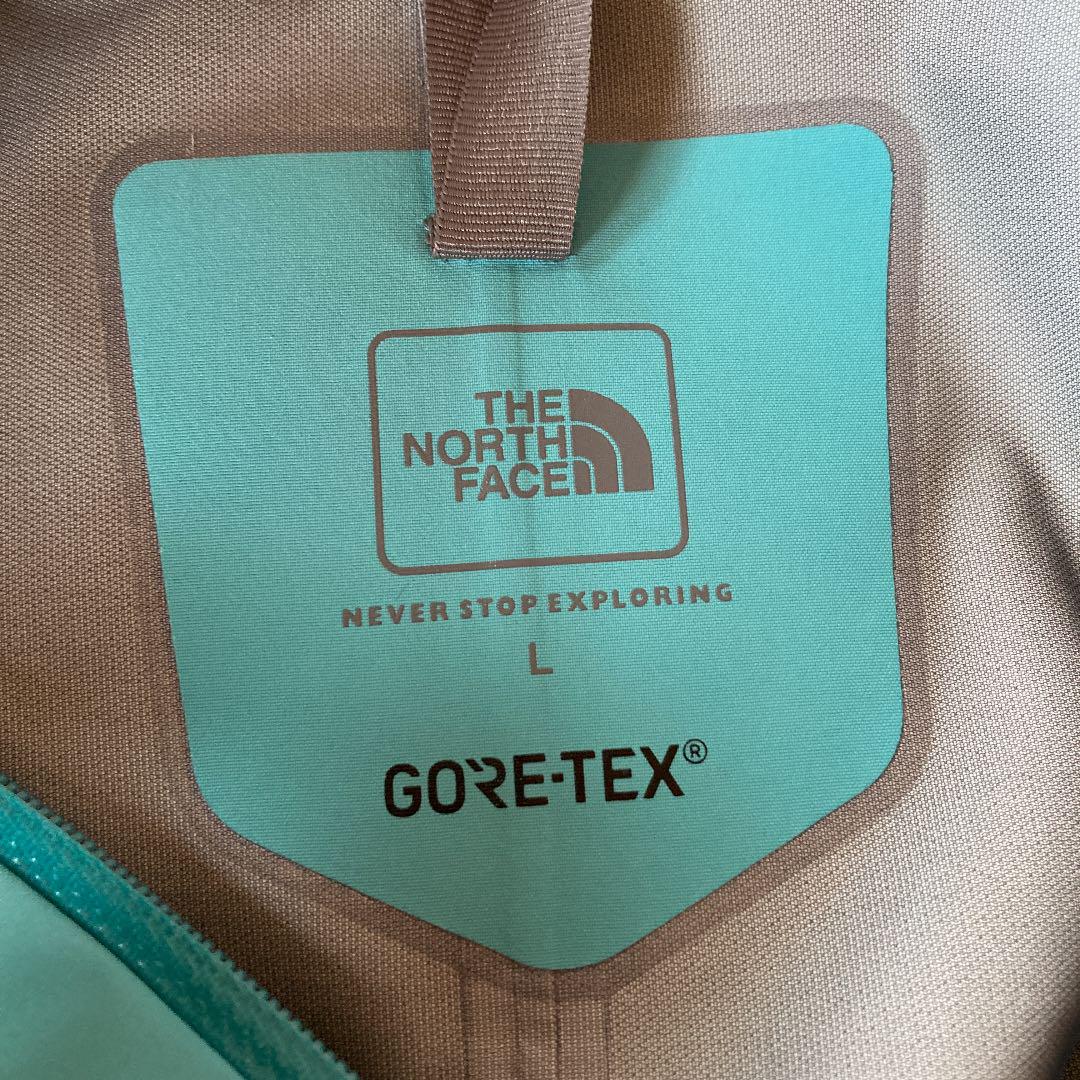 THE
NORTH
FACE
NEVER STOP EXPLORING
L
GORE-TEX®